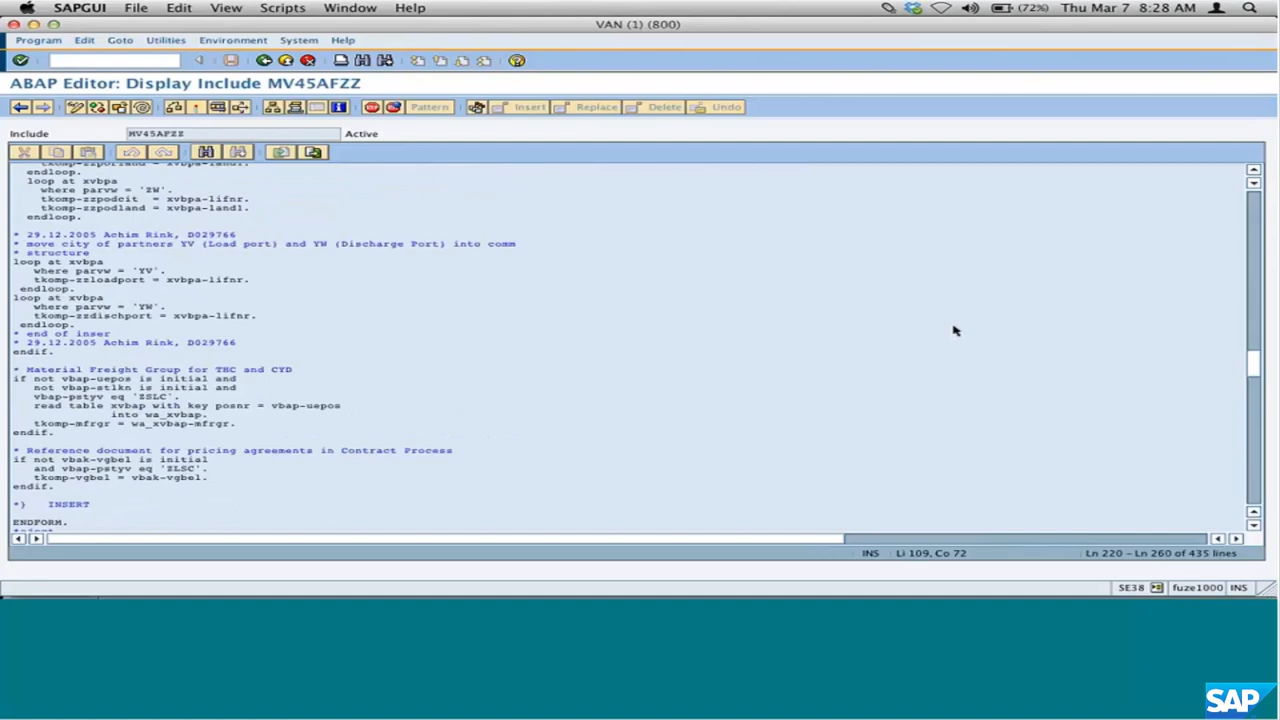 SAPGUI File Edit View Scripts Window Help (72%) Thu Mar 7 8:28 AM
VAN (1) (800)
Program Edit Goto Utilities Environment System Help
ABAP Editor: Display Include MV45AFZZ
Pattern Insert Replace Delete Undo
Include MV45AFZZ Active
tkomp-zzporland = xvbpa-land1.
endloop.
loop at xvbpa
where parvw = 'ZW'.
tkomp-zzpodcit = xvbpa-lifnr.
tkomp-zzpodland = xvbpa-land1.
endloop.
* 29.12.2005 Achim Rink, D029766
* move city of partners YV (Load port) and YW (Discharge Port) into comm
* structure
loop at xvbpa
where parvw = 'YV'.
tkomp-zzloadport = xvbpa-lifnr.
endloop.
loop at xvbpa
where parvw = 'YW'.
tkomp-zzdischport = xvbpa-lifnr.
endloop.
* end of inser
* 29.12.2005 Achim Rink, D029766
endif.
* Material Freight Group for THC and CYD
if not vbap-uepos is initial and
not vbap-stlkn is initial and
vbap-pstyv eq 'ZSLC'.
read table xvbap with key posnr = vbap-uepos
into wa_xvbap.
tkomp-mfrgr = wa_xvbap-mfrgr.
endif.
* Reference document for pricing agreements in Contract Process
if not vbak-vgbel is initial
and vbap-pstyv eq 'ZLSC'.
tkomp-vgbel = vbak-vgbel.
endif.
*} INSERT
ENDFORM.
INS Li 109, Co 72 Ln 220 - Ln 260 of 435 lines
SE38 fuze1000 INS
SAP